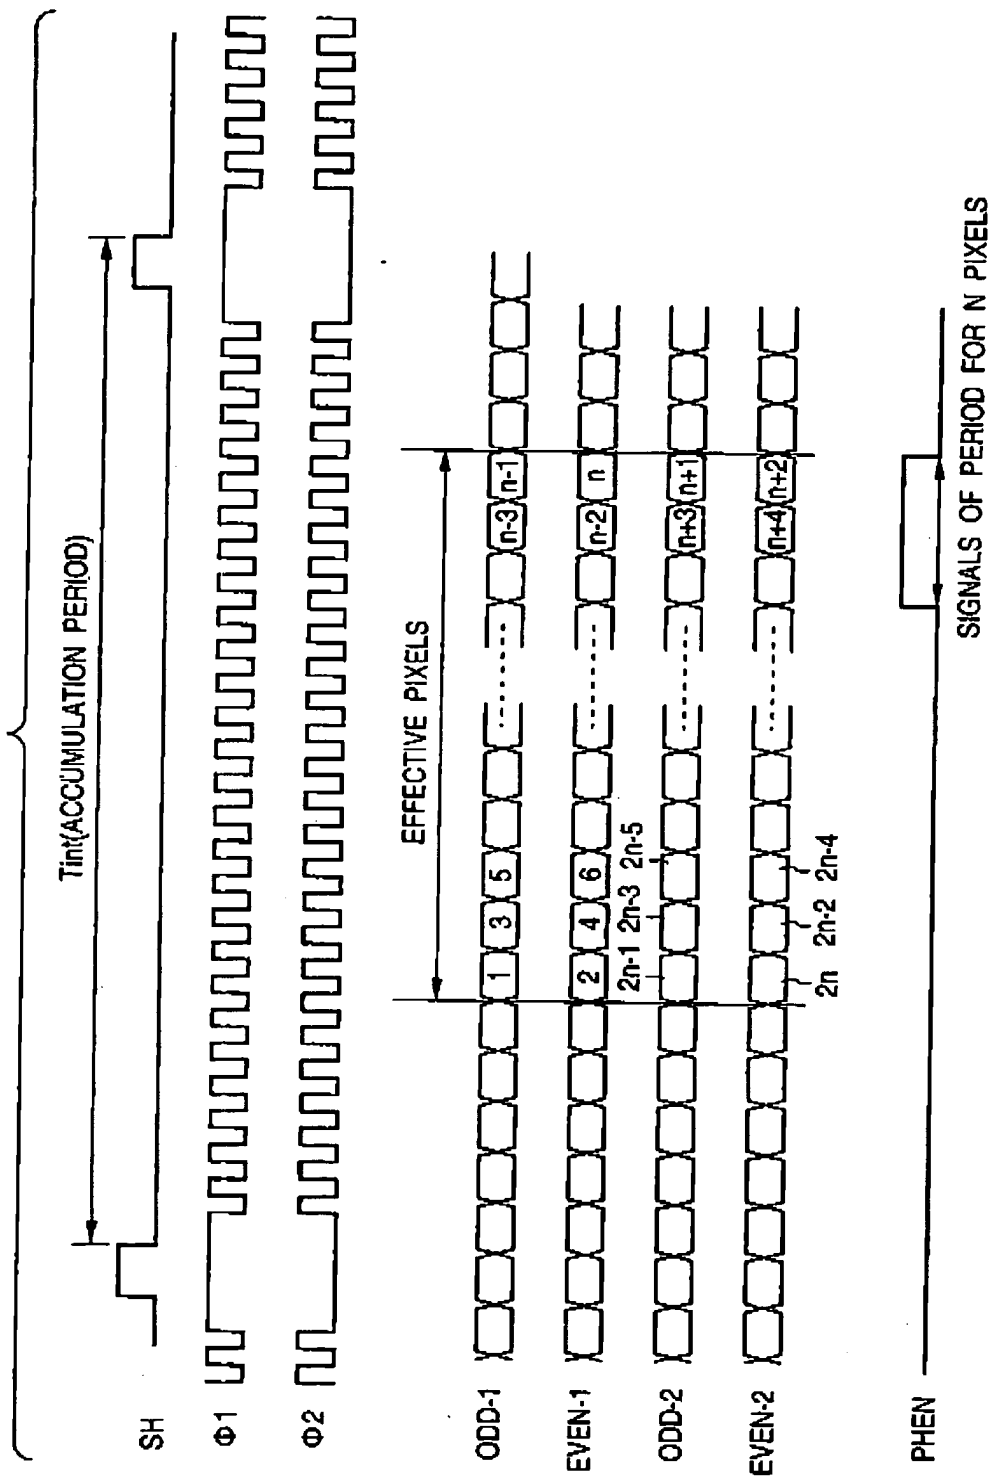 Tint(ACCUMULATION PERIOD)
SH
Φ1
Φ2
EFFECTIVE PIXELS
ODD-1
1 3 5 n-3 n-1
EVEN-1
2 4 6 n-2 n
2n-1 2n-3 2n-5
ODD-2
n+3 n+1
EVEN-2
n+4 n+2
2n 2n-2 2n-4
PHEN
SIGNALS OF PERIOD FOR N PIXELS